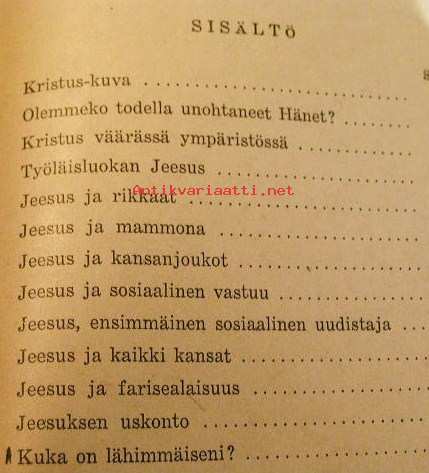 SISÄLTÖ
Kristus-kuva
Olemmeko todella unohtaneet Hänet?
Kristus väärässä ympäristössä
Työläisluokan Jeesus
Antikvariaatti.net
Jeesus ja rikkaat
Jeesus ja mammona
Jeesus ja kansanjoukot
Jeesus ja sosiaalinen vastuu
Jeesus, ensimmäinen sosiaalinen uudistaja
Jeesus ja kaikki kansat
Jeesus ja farisealaisuus
Jeesuksen uskonto
Kuka on lähimmäiseni?